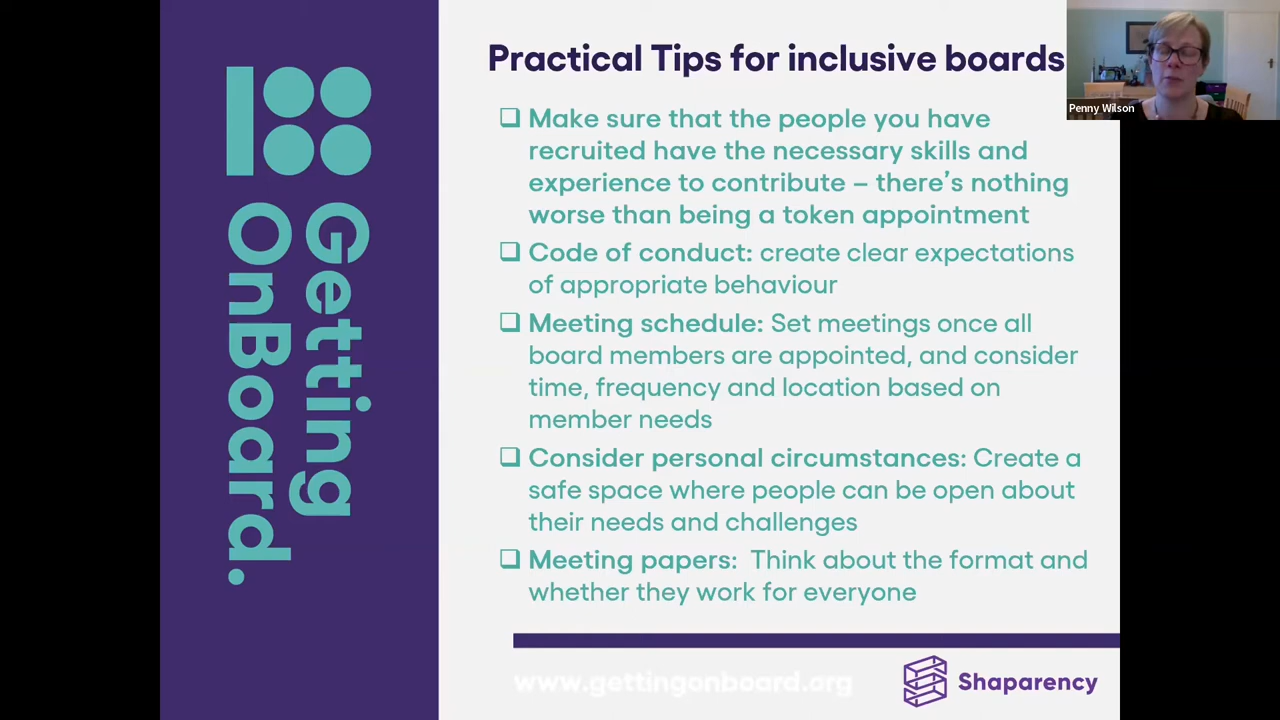 Practical Tips for inclusive boards
Penny Wilson
❑ Make sure that the people you have
recruited have the necessary skills and
experience to contribute – there's nothing
worse than being a token appointment
❑ Code of conduct: create clear expectations
of appropriate behaviour
❑ Meeting schedule: Set meetings once all
board members are appointed, and consider
time, frequency and location based on
member needs
❑ Consider personal circumstances: Create a
safe space where people can be open about
their needs and challenges
❑ Meeting papers: Think about the format and
whether they work for everyone
Getting
OnBoard.
www.gettingonboard.org
Shaparency